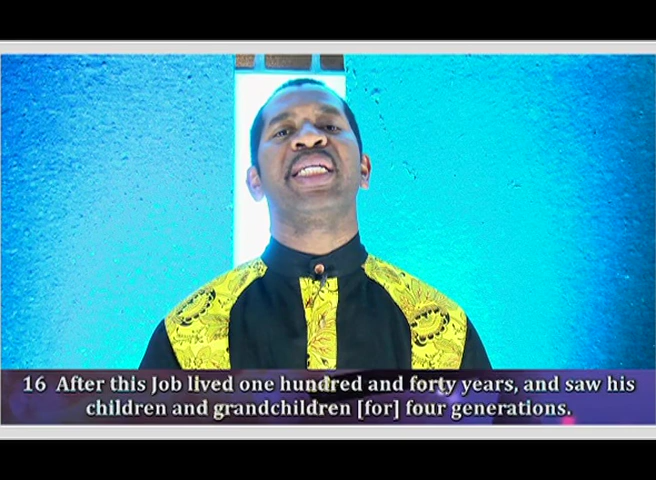 16 After this Job lived one hundred and forty years, and saw his
children and grandchildren [for] four generations.